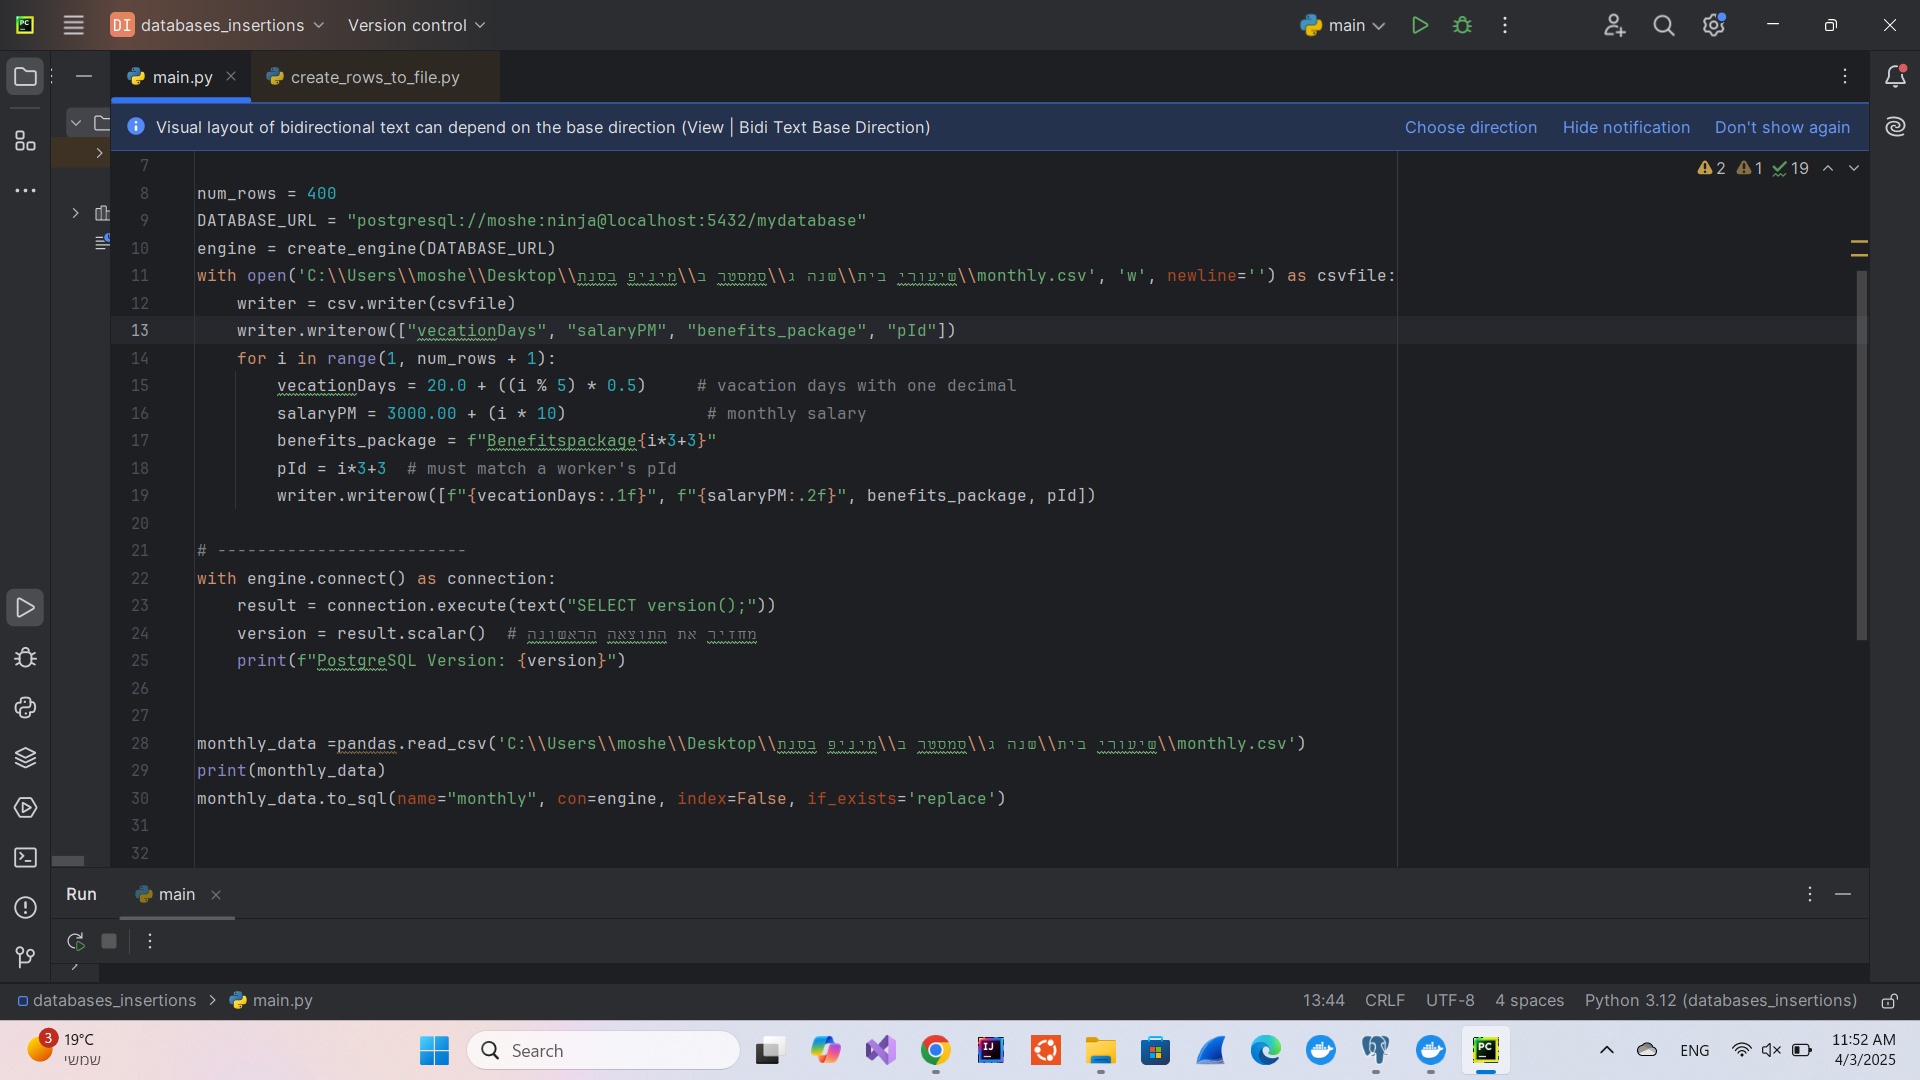 PC
DI databases_insertions
Version control
main
main.py
create_rows_to_file.py
Visual layout of bidirectional text can depend on the base direction (View | Bidi Text Base Direction)
Choose direction
Hide notification
Don't show again
2 1 19
7
8 num_rows = 400
9 DATABASE_URL = "postgresql://moshe:ninja@localhost:5432/mydatabase"
10 engine = create_engine(DATABASE_URL)
11 with open('C:\\Users\\moshe\\Desktop\\מיניפ בסנת\\סמסטר ב\\שנה ג\\שיעורי בית\\monthly.csv', 'w', newline='') as csvfile:
12 writer = csv.writer(csvfile)
13 writer.writerow(["vecationDays", "salaryPM", "benefits_package", "pId"])
14 for i in range(1, num_rows + 1):
15 vecationDays = 20.0 + ((i % 5) * 0.5) # vacation days with one decimal
16 salaryPM = 3000.00 + (i * 10) # monthly salary
17 benefits_package = f"Benefitspackage{i*3+3}"
18 pId = i*3+3 # must match a worker's pId
19 writer.writerow([f"{vecationDays:.1f}", f"{salaryPM:.2f}", benefits_package, pId])
20
21 # -------------------------
22 with engine.connect() as connection:
23 result = connection.execute(text("SELECT version();"))
24 version = result.scalar() # מחזיר את התוצאה הראשונה
25 print(f"PostgreSQL Version: {version}")
26
27
28 monthly_data =pandas.read_csv('C:\\Users\\moshe\\Desktop\\מיניפ בסנת\\סמסטר ב\\שנה ג\\שיעורי בית\\monthly.csv')
29 print(monthly_data)
30 monthly_data.to_sql(name="monthly", con=engine, index=False, if_exists='replace')
31
32
Run
main
databases_insertions > main.py
13:44 CRLF UTF-8 4 spaces Python 3.12 (databases_insertions)
3
19°C
שמשי
Search
IJ
PC
ENG
11:52 AM
4/3/2025